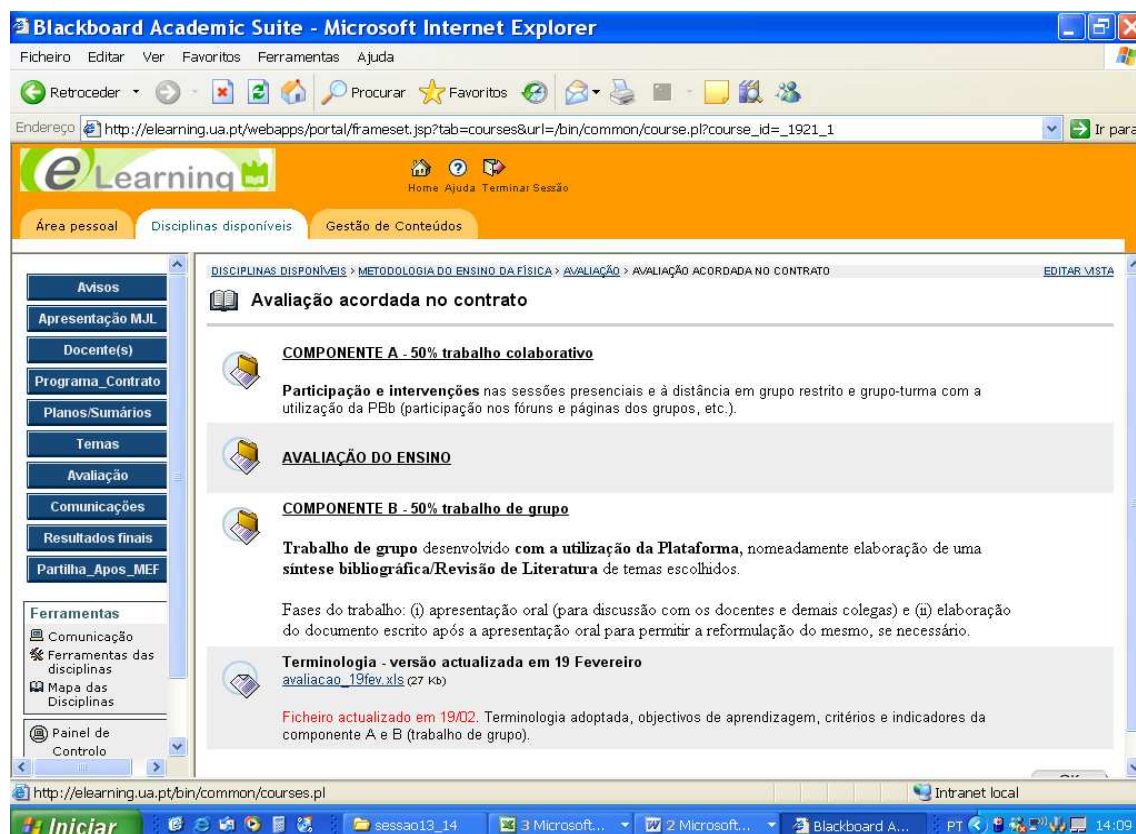 Blackboard Academic Suite - Microsoft Internet Explorer
Ficheiro Editar Ver Favoritos Ferramentas Ajuda
Retroceder Procurar Favoritos
Endereço http://elearning.ua.pt/webapps/portal/frameset.jsp?tab=courses&url=/bin/common/course.pl?course_id=_1921_1 Ir para
eLearning
Home Ajuda Terminar Sessão
Área pessoal Disciplinas disponíveis Gestão de Conteúdos
Avisos
Apresentação MJL
Docente(s)
Programa_Contrato
Planos/Sumários
Temas
Avaliação
Comunicações
Resultados finais
Partilha_Apos_MEF
Ferramentas
Comunicação
Ferramentas das
disciplinas
Mapa das
Disciplinas
Painel de
Controlo
DISCIPLINAS DISPONÍVEIS > METODOLOGIA DO ENSINO DA FÍSICA > AVALIAÇÃO > AVALIAÇÃO ACORDADA NO CONTRATO EDITAR VISTA
Avaliação acordada no contrato
COMPONENTE A - 50% trabalho colaborativo
Participação e intervenções nas sessões presenciais e à distância em grupo restrito e grupo-turma com a
utilização da PBb (participação nos fóruns e páginas dos grupos, etc.).
AVALIAÇÃO DO ENSINO
COMPONENTE B - 50% trabalho de grupo
Trabalho de grupo desenvolvido com a utilização da Plataforma, nomeadamente elaboração de uma
síntese bibliográfica/Revisão de Literatura de temas escolhidos.
Fases do trabalho: (i) apresentação oral (para discussão com os docentes e demais colegas) e (ii) elaboração
do documento escrito após a apresentação oral para permitir a reformulação do mesmo, se necessário.
Terminologia - versão actualizada em 19 Fevereiro
avaliacao_19fev.xls (27 Kb)
Ficheiro actualizado em 19/02. Terminologia adoptada, objectivos de aprendizagem, critérios e indicadores da
componente A e B (trabalho de grupo).
http://elearning.ua.pt/bin/common/courses.pl Intranet local
Iniciar sessao13_14 3 Microsoft... 2 Microsoft... Blackboard A... PT 14:09